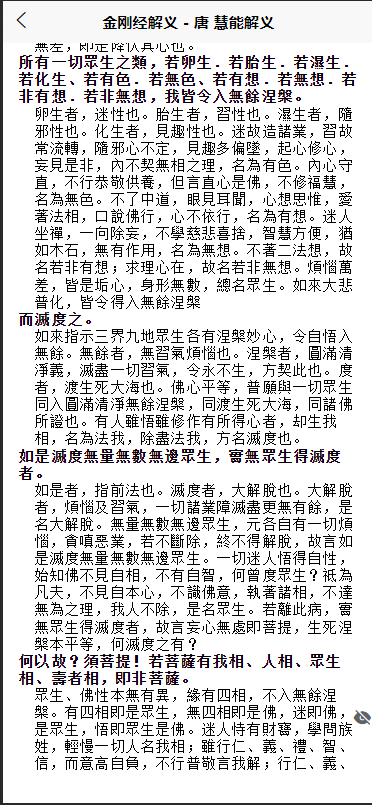 金刚经解义 - 唐 慧能解义
無差，即是降伏其心也。
所有一切眾生之類，若卵生．若胎生．若濕生．
若化生、若有色．若無色、若有想．若無想．若
非有想．若非無想，我皆令入無餘涅槃。
卵生者，迷性也。胎生者，習性也。濕生者，隨
邪性也。化生者，見趣性也。迷故造諸業，習故
常流轉，隨邪心不定，見趣多偏墜，起心修心，
妄見是非，內不契無相之理，名為有色。內心守
直，不行恭敬供養，但言直心是佛，不修福慧，
名為無色。不了中道，眼見耳聞，心想思惟，愛
著法相，口說佛行，心不依行，名為有想。迷人
坐禪，一向除妄，不學慈悲喜捨，智慧方便，猶
如木石，無有作用，名為無想。不著二法想，故
名若非有想；求理心在，故名若非無想。煩惱萬
差，皆是垢心，身形無數，總名眾生。如來大悲
普化，皆令得入無餘涅槃
而滅度之。
如來指示三界九地眾生各有涅槃妙心，令自悟入
無餘。無餘者，無習氣煩惱也。涅槃者，圓滿清
淨義，滅盡一切習氣，令永不生，方契此也。度
者，渡生死大海也。佛心平等，普願與一切眾生
同入圓滿清淨無餘涅槃，同渡生死大海，同諸佛
所證也。有人雖悟雖修作有所得心者，却生我
相，名為法我，除盡法我，方名滅度也。
如是滅度無量無數無邊眾生，實無眾生得滅度
者。
如是者，指前法也。滅度者，大解脫也。大解脫
者，煩惱及習氣，一切諸業障滅盡更無有餘，是
名大解脫。無量無數無邊眾生，元各自有一切煩
惱，貪嗔惡業，若不斷除，終不得解脫，故言如
是滅度無量無數無邊眾生。一切迷人悟得自性，
始知佛不見自相，不有自智，何曾度眾生？祗為
凡夫，不見自本心，不識佛意，執著諸相，不達
無為之理，我人不除，是名眾生。若離此病，實
無眾生得滅度者，故言妄心無處即菩提，生死涅
槃本平等，何滅度之有？
何以故？須菩提！若菩薩有我相、人相、眾生
相、壽者相，即非菩薩。
眾生、佛性本無有異，緣有四相，不入無餘涅
槃。有四相即是眾生，無四相即是佛，迷即佛，
是眾生，悟即眾生是佛。迷人恃有財寶，學問族
姓，輕慢一切人名我相；雖行仁、義、禮、智、
信，而意高自負，不行普敬言我解；行仁、義、